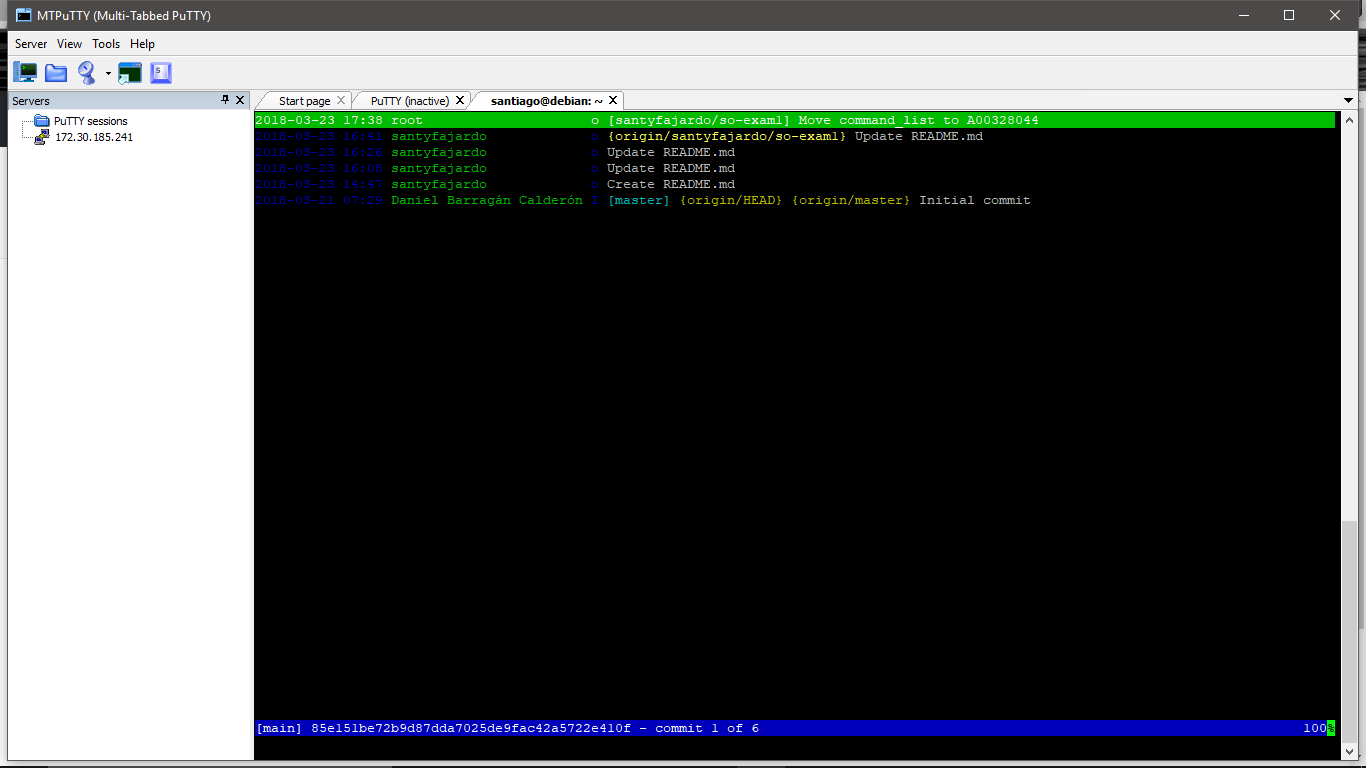 MTPuTTY (Multi-Tabbed PuTTY)
Server View Tools Help
Servers
PuTTY sessions
172.30.185.241
Start page PuTTY (inactive) santiago@debian: ~
2018-03-23 17:38 root o [santyfajardo/so-exam1] Move command_list to A00328044
2018-03-23 16:41 santyfajardo o {origin/santyfajardo/so-exam1} Update README.md
2018-03-23 16:26 santyfajardo o Update README.md
2018-03-23 16:08 santyfajardo o Update README.md
2018-03-23 14:47 santyfajardo o Create README.md
2018-03-21 07:29 Daniel Barragán Calderón I [master] {origin/HEAD} {origin/master} Initial commit
[main] 85e151be72b9d87dda7025de9fac42a5722e410f - commit 1 of 6 100%